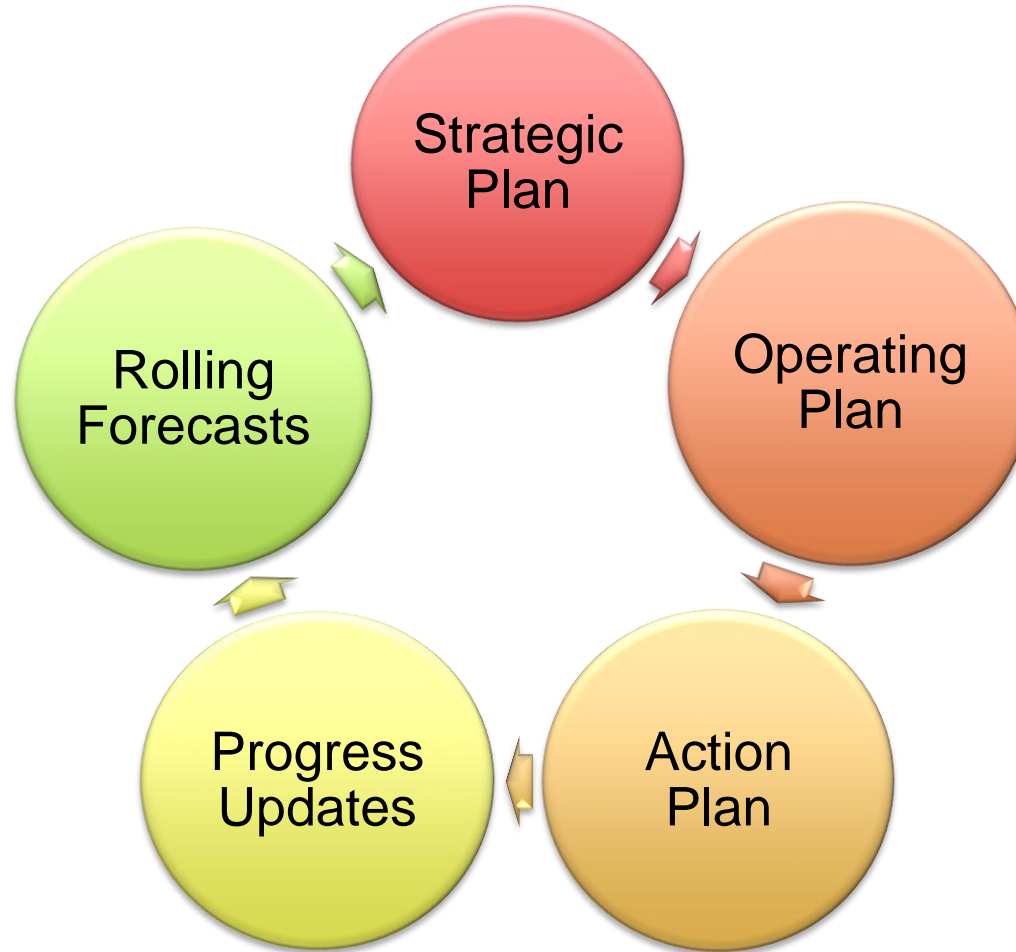 Strategic
Plan
Operating
Plan
Action
Plan
Progress
Updates
Rolling
Forecasts